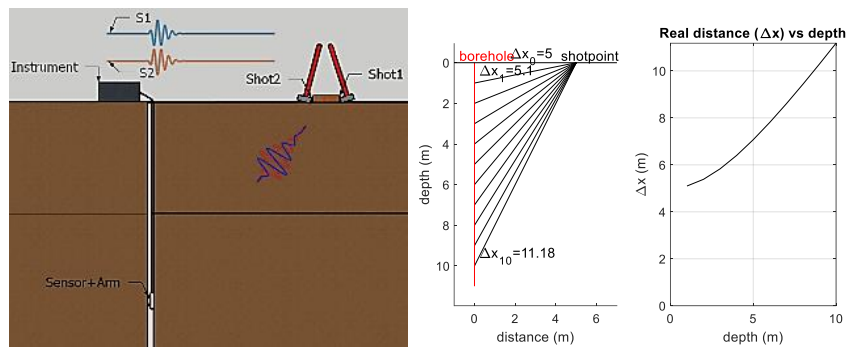 S1
S2
Instrument
Shot2
Shot1
Sensor+Arm
borehole
Δx0=5
shotpoint
Δx1=5.1
Δx10=11.18
0
2
4
6
8
10
depth (m)
0
2
4
6
distance (m)
Real distance (Δx) vs depth
10
8
6
4
2
0
Δx (m)
0
5
10
depth (m)